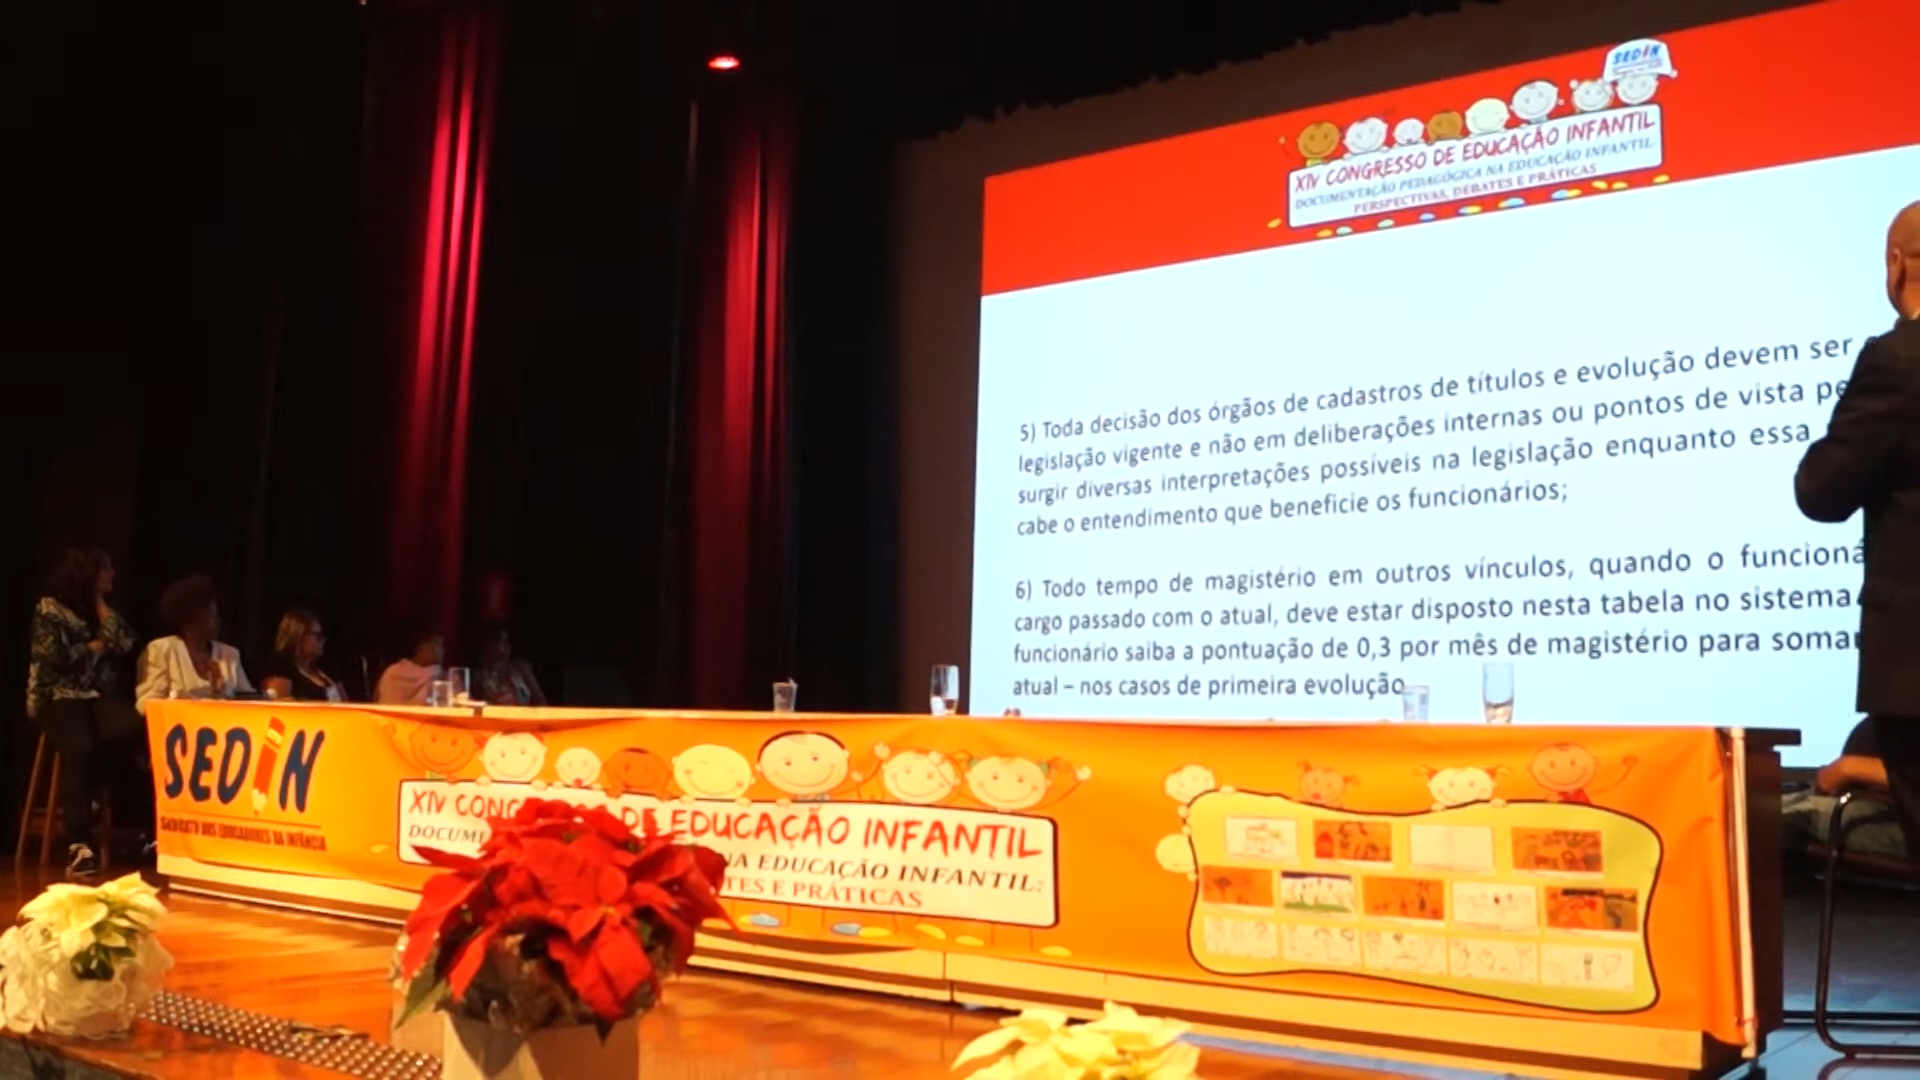 SEDIN
XIV CONGRESSO DE EDUCAÇÃO INFANTIL
DOCUMENTAÇÃO PEDAGÓGICA NA EDUCAÇÃO INFANTIL
PERSPECTIVAS, DEBATES E PRÁTICAS
5) Toda decisão dos órgãos de cadastros de títulos e evolução devem ser
legislação vigente e não em deliberações internas ou pontos de vista pe
surgir diversas interpretações possíveis na legislação enquanto essa
cabe o entendimento que beneficie os funcionários;
6) Todo tempo de magistério em outros vínculos, quando o funcioná
cargo passado com o atual, deve estar disposto nesta tabela no sistema
funcionário saiba a pontuação de 0,3 por mês de magistério para soma
atual – nos casos de primeira evolução
SEDIN
SINDICATO DOS EDUCADORES DA INFÂNCIA
XIV CONG DE EDUCAÇÃO INFANTIL
DOCUME NA EDUCAÇÃO INFANTIL:
TES E PRÁTICAS